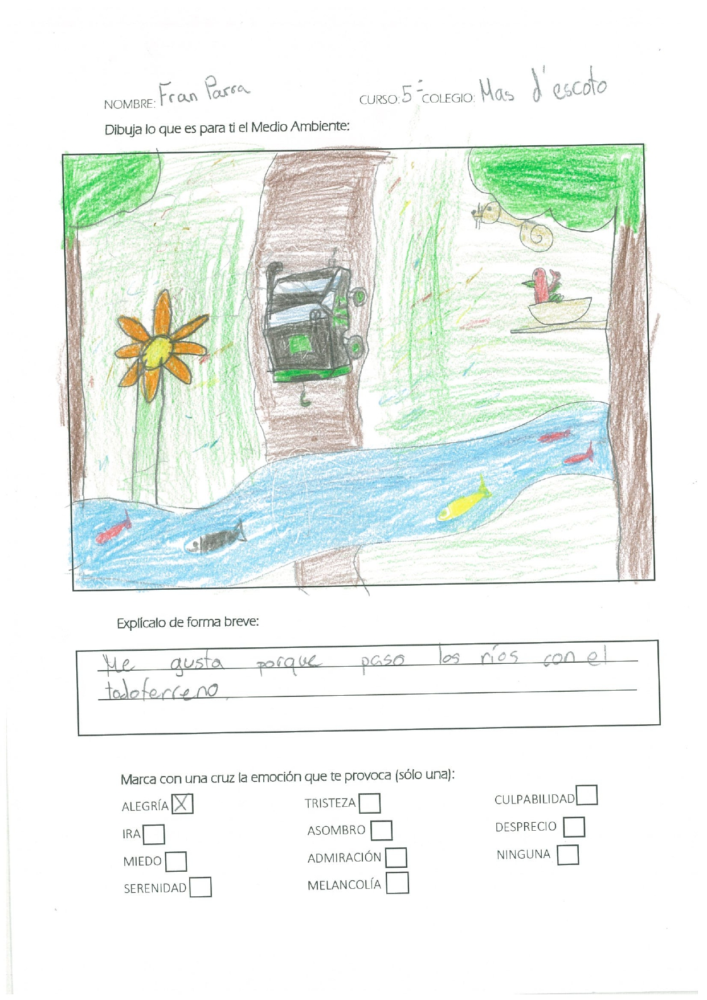 NOMBRE: Fran Parra CURSO: 5º COLEGIO: Mas d'escoto
Dibuja lo que es para ti el Medio Ambiente:
Explícalo de forma breve:
Me gusta porque paso los ríos con el
todoterreno.
Marca con una cruz la emoción que te provoca (sólo una):
ALEGRÍA X TRISTEZA CULPABILIDAD
IRA ASOMBRO DESPRECIO
MIEDO ADMIRACIÓN NINGUNA
SERENIDAD MELANCOLÍA